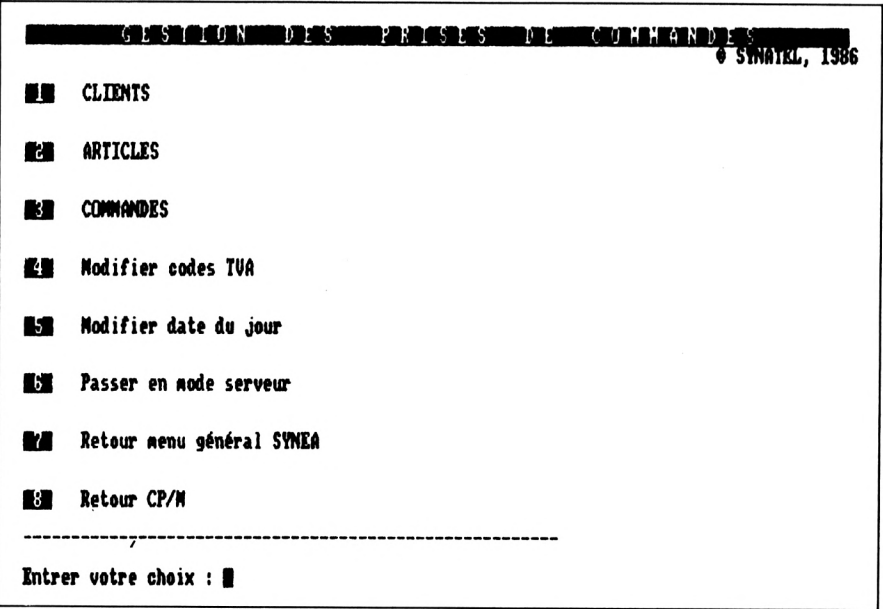 GESTION DES PRISES DE COMMANDES
© SYNATEL, 1986
1 CLIENTS
2 ARTICLES
3 COMMANDES
4 Modifier codes TVA
5 Modifier date du jour
6 Passer en mode serveur
7 Retour menu général SYNEA
8 Retour CP/M
---------------------------------------------------------
Entrer votre choix :